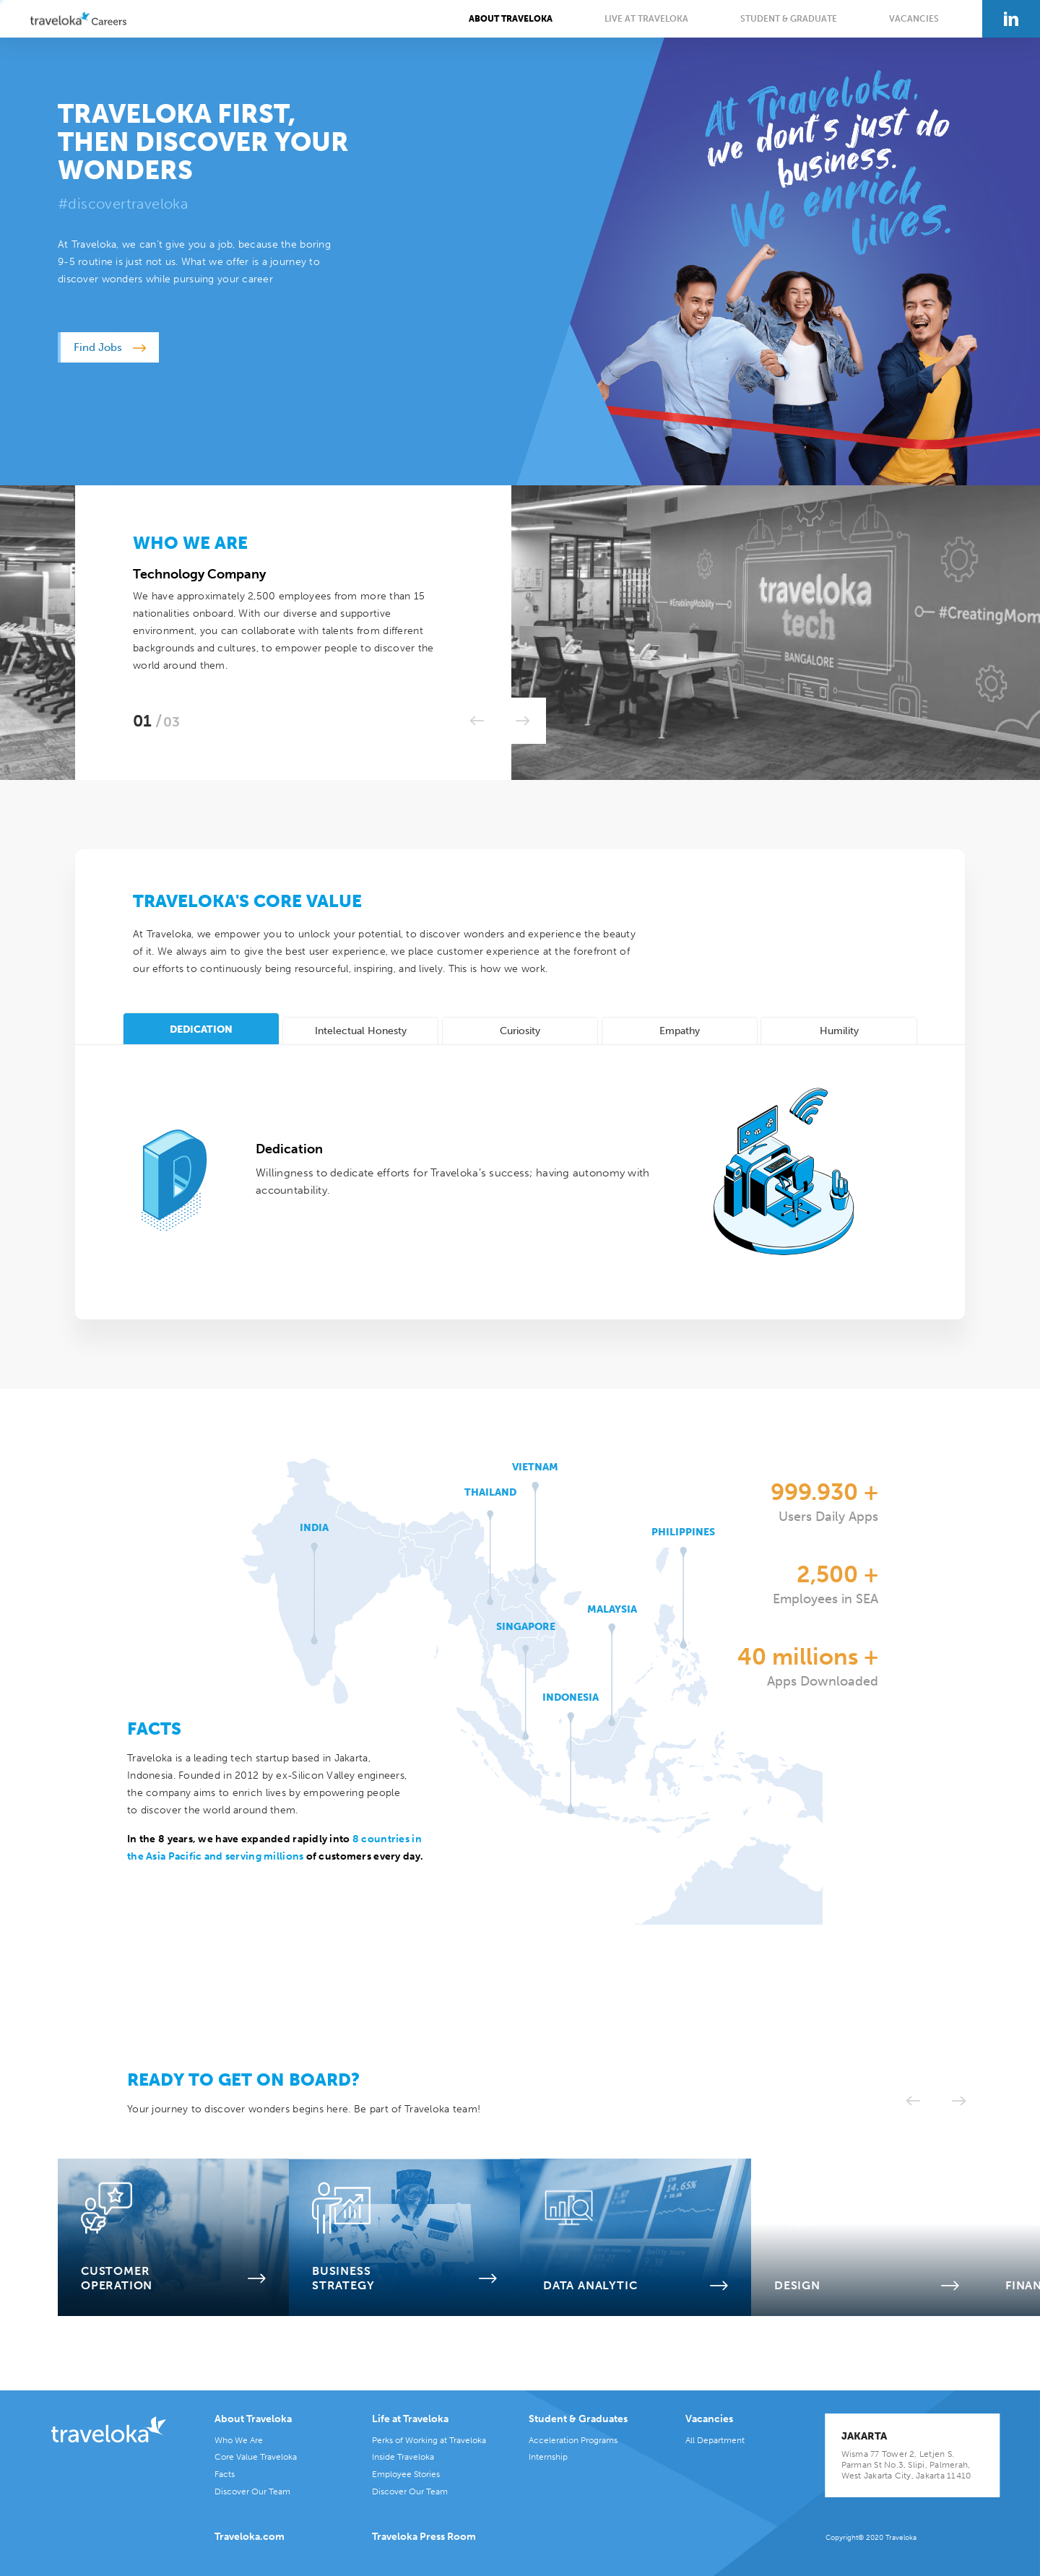 traveloka Careers
ABOUT TRAVELOKA
LIVE AT TRAVELOKA
STUDENT & GRADUATE
VACANCIES
in
TRAVELOKA FIRST,
THEN DISCOVER YOUR
WONDERS
#discovertraveloka
At Traveloka, we can't give you a job, because the boring
9-5 routine is just not us. What we offer is a journey to
discover wonders while pursuing your career
Find Jobs
At Traveloka,
we dont's just do
business.
We enrich
lives.
WHO WE ARE
Technology Company
We have approximately 2,500 employees from more than 15
nationalities onboard. With our diverse and supportive
environment, you can collaborate with talents from different
backgrounds and cultures, to empower people to discover the
world around them.
01 / 03
#EnablingMobility
traveloka
tech
BANGALORE
#CreatingMom
TRAVELOKA'S CORE VALUE
At Traveloka, we empower you to unlock your potential, to discover wonders and experience the beauty
of it. We always aim to give the best user experience, we place customer experience at the forefront of
our efforts to continuously being resourceful, inspiring, and lively. This is how we work.
DEDICATION
Intelectual Honesty
Curiosity
Empathy
Humility
D
Dedication
Willingness to dedicate efforts for Traveloka's success; having autonomy with
accountability.
VIETNAM
THAILAND
INDIA
PHILIPPINES
MALAYSIA
SINGAPORE
INDONESIA
999.930 +
Users Daily Apps
2,500 +
Employees in SEA
40 millions +
Apps Downloaded
FACTS
Traveloka is a leading tech startup based in Jakarta,
Indonesia. Founded in 2012 by ex-Silicon Valley engineers,
the company aims to enrich lives by empowering people
to discover the world around them.
In the 8 years, we have expanded rapidly into 8 countries in
the Asia Pacific and serving millions of customers every day.
READY TO GET ON BOARD?
Your journey to discover wonders begins here. Be part of Traveloka team!
CUSTOMER
OPERATION
BUSINESS
STRATEGY
14.65%
DATA ANALYTIC
DESIGN
FINAN
traveloka
About Traveloka
Who We Are
Core Value Traveloka
Facts
Discover Our Team
Life at Traveloka
Perks of Working at Traveloka
Inside Traveloka
Employee Stories
Discover Our Team
Student & Graduates
Acceleration Programs
Internship
Vacancies
All Department
JAKARTA
Wisma 77 Tower 2, Letjen S.
Parman St No.3, Slipi, Palmerah,
West Jakarta City, Jakarta 11410
Traveloka.com
Traveloka Press Room
Copyright© 2020 Traveloka